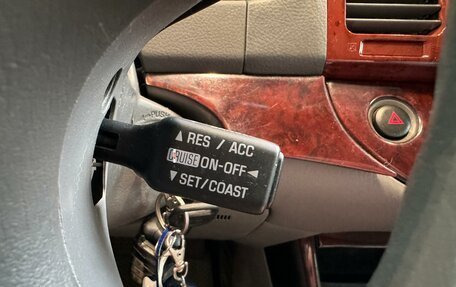 ▲ RES / ACC
CRUISE ON-OFF ◄
▼ SET/COAST